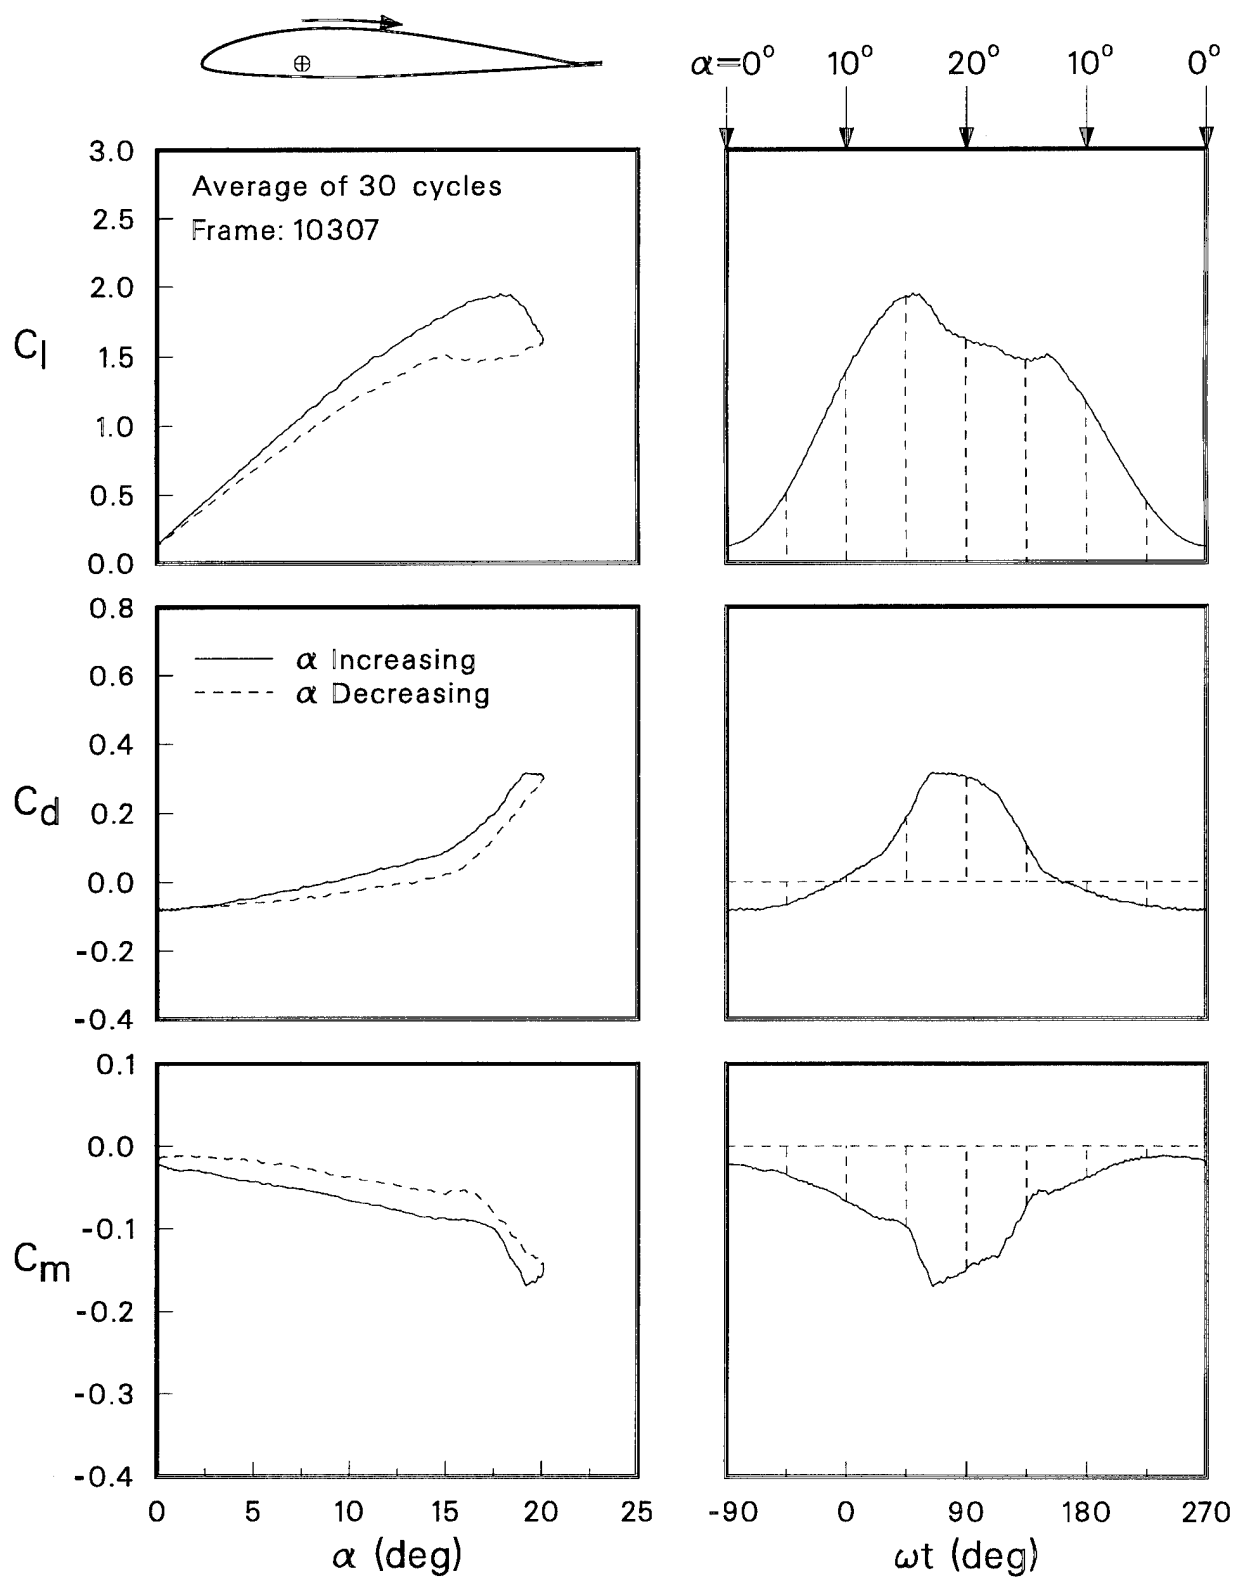 α=0° 10° 20° 10° 0°
3.0
2.5
2.0
1.5
1.0
0.5
0.0
C_l
Average of 30 cycles
Frame: 10307
0.8
0.6
0.4
0.2
0.0
-0.2
-0.4
C_d
α Increasing
α Decreasing
0.1
0.0
-0.1
-0.2
-0.3
-0.4
C_m
0 5 10 15 20 25
α (deg)
-90 0 90 180 270
ωt (deg)